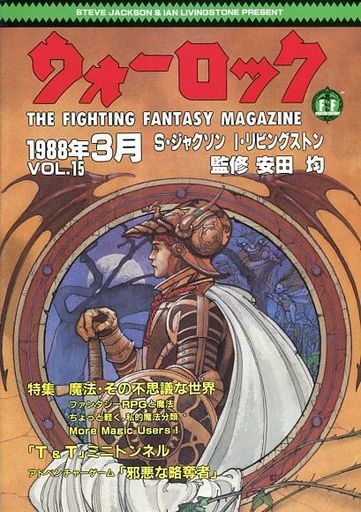 STEVE JACKSON & IAN LIVINGSTONE PRESENT
ウォーロック
THE FIGHTING FANTASY MAGAZINE
FF
1988年3月 S・ジャクソン I・リビングストン
VOL.15 監修 安田 均
特集 魔法・その不思議な世界
ファンタジーRPGと魔法
ちょっと軽く、私的魔法分類
More Magic Users!
「T&T」ミニトンネル
アドベンチャーゲーム「邪悪な略奪者」